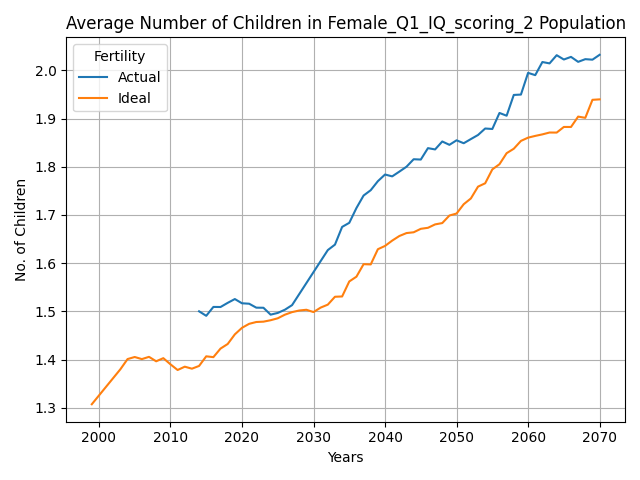 Average Number of Children in Female_Q1_IQ_scoring_2 Population
Fertility
Actual
Ideal
No. of Children
2.0
1.9
1.8
1.7
1.6
1.5
1.4
1.3
2000 2010 2020 2030 2040 2050 2060 2070
Years